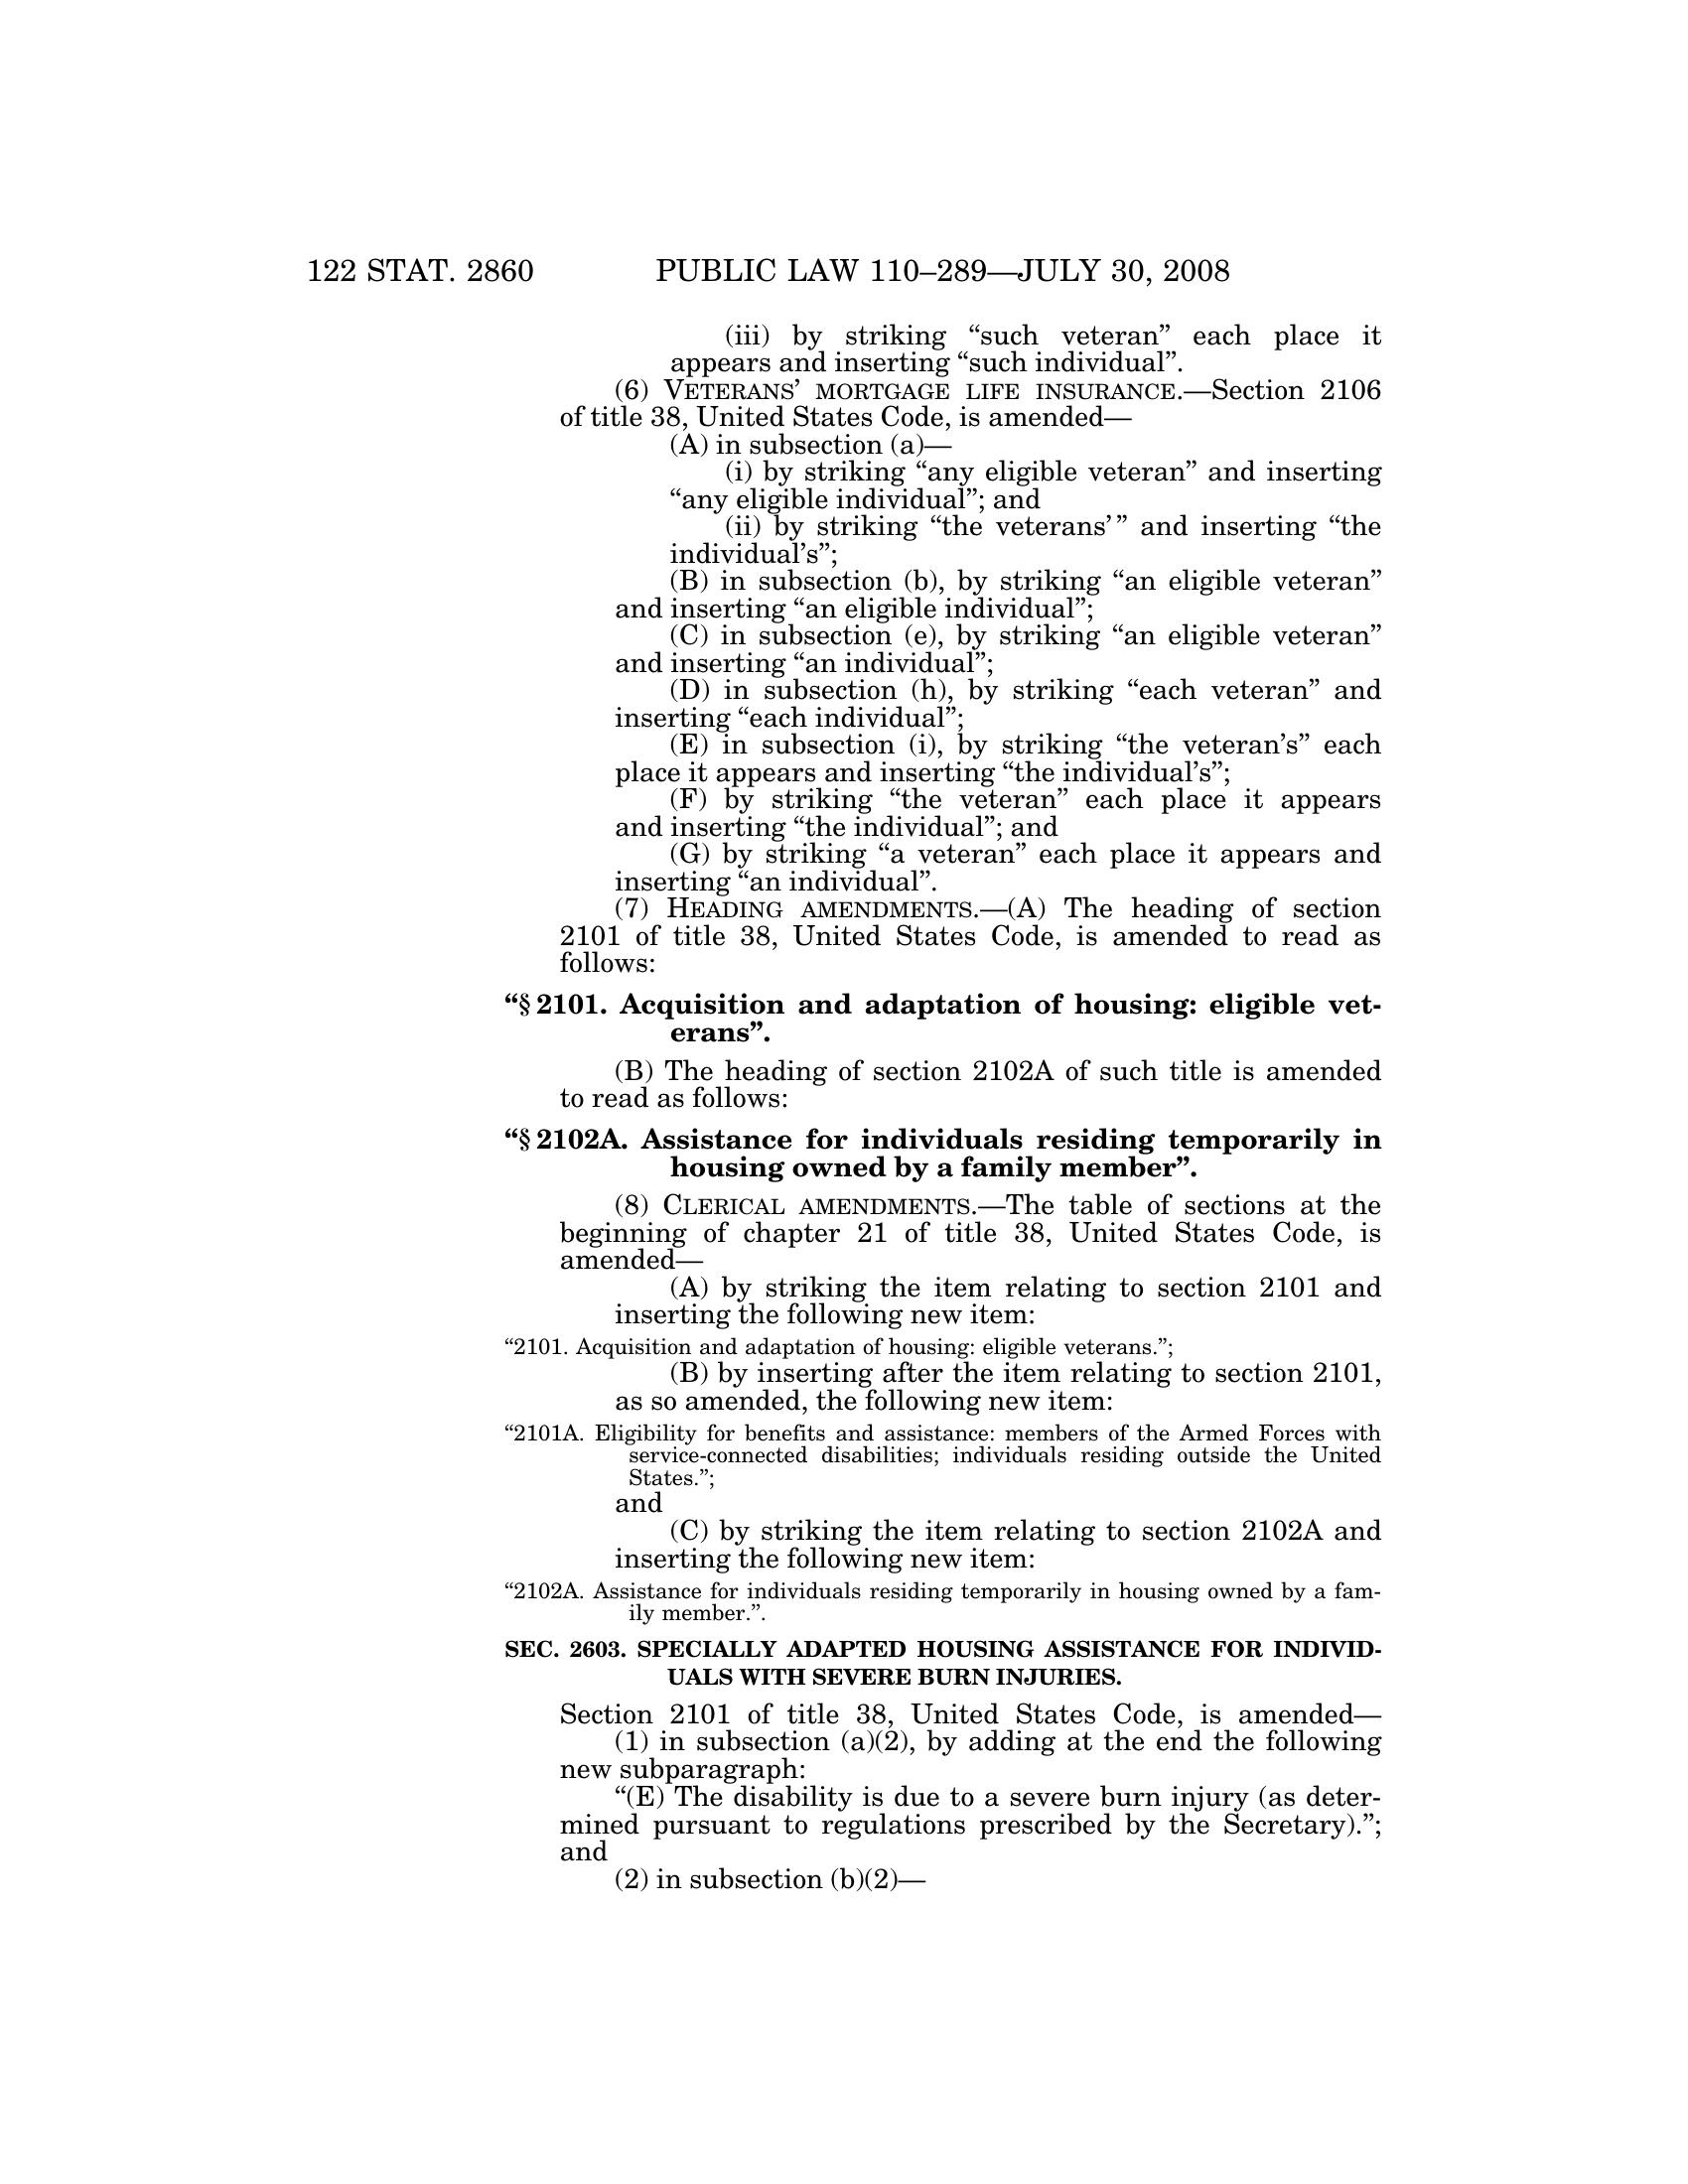 122 STAT. 2860 PUBLIC LAW 110–289—JULY 30, 2008
(iii) by striking “such veteran” each place it
appears and inserting “such individual”.
(6) VETERANS’ MORTGAGE LIFE INSURANCE.—Section 2106
of title 38, United States Code, is amended—
(A) in subsection (a)—
(i) by striking “any eligible veteran” and inserting
“any eligible individual”; and
(ii) by striking “the veterans’ ” and inserting “the
individual’s”;
(B) in subsection (b), by striking “an eligible veteran”
and inserting “an eligible individual”;
(C) in subsection (e), by striking “an eligible veteran”
and inserting “an individual”;
(D) in subsection (h), by striking “each veteran” and
inserting “each individual”;
(E) in subsection (i), by striking “the veteran’s” each
place it appears and inserting “the individual’s”;
(F) by striking “the veteran” each place it appears
and inserting “the individual”; and
(G) by striking “a veteran” each place it appears and
inserting “an individual”.
(7) HEADING AMENDMENTS.—(A) The heading of section
2101 of title 38, United States Code, is amended to read as
follows:
“§ 2101. Acquisition and adaptation of housing: eligible vet-
erans”.
(B) The heading of section 2102A of such title is amended
to read as follows:
“§ 2102A. Assistance for individuals residing temporarily in
housing owned by a family member”.
(8) CLERICAL AMENDMENTS.—The table of sections at the
beginning of chapter 21 of title 38, United States Code, is
amended—
(A) by striking the item relating to section 2101 and
inserting the following new item:
“2101. Acquisition and adaptation of housing: eligible veterans.”;
(B) by inserting after the item relating to section 2101,
as so amended, the following new item:
“2101A. Eligibility for benefits and assistance: members of the Armed Forces with
service-connected disabilities; individuals residing outside the United
States.”;
and
(C) by striking the item relating to section 2102A and
inserting the following new item:
“2102A. Assistance for individuals residing temporarily in housing owned by a fam-
ily member.”.
SEC. 2603. SPECIALLY ADAPTED HOUSING ASSISTANCE FOR INDIVID-
UALS WITH SEVERE BURN INJURIES.
Section 2101 of title 38, United States Code, is amended—
(1) in subsection (a)(2), by adding at the end the following
new subparagraph:
“(E) The disability is due to a severe burn injury (as deter-
mined pursuant to regulations prescribed by the Secretary).”;
and
(2) in subsection (b)(2)—